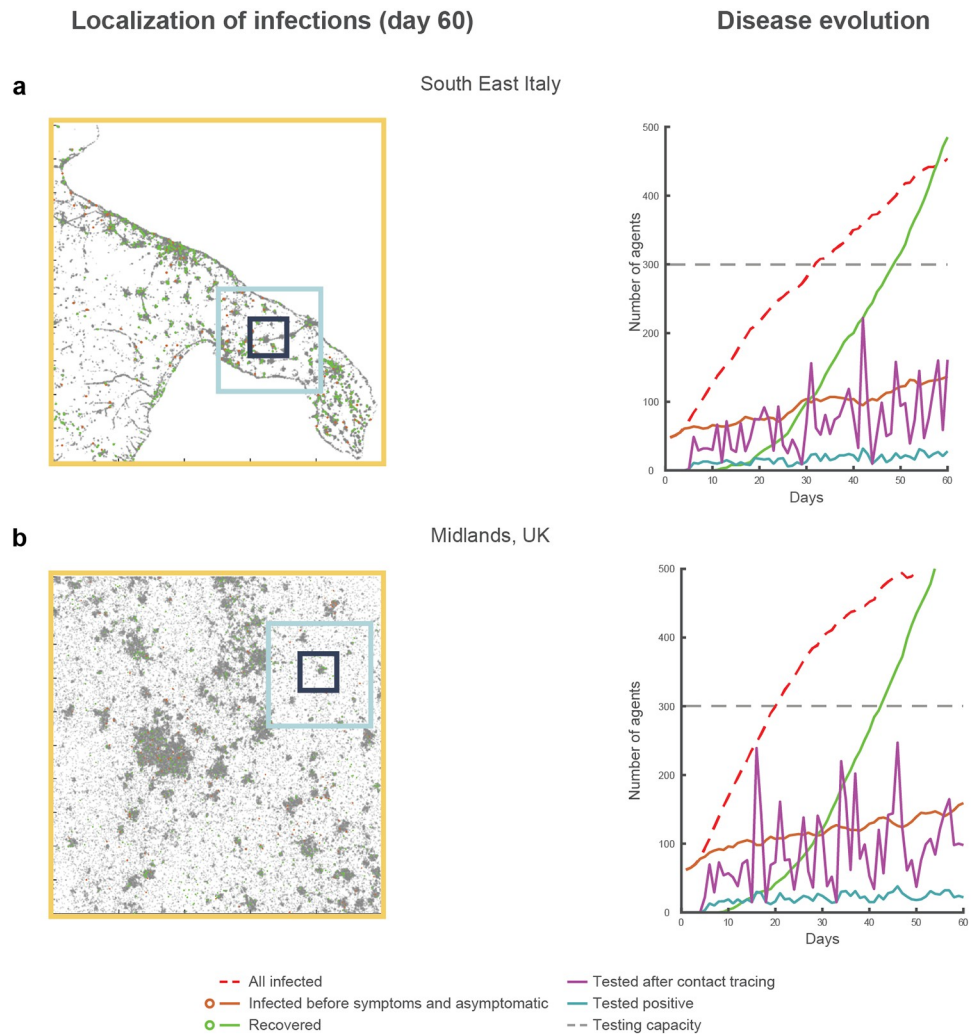 Localization of infections (day 60)
Disease evolution
a
South East Italy
500
400
300
200
100
0
Number of agents
0
10
20
30
40
50
60
Days
b
Midlands, UK
500
400
300
200
100
0
Number of agents
0
10
20
30
40
50
60
Days
All infected
Infected before symptoms and asymptomatic
Recovered
Tested after contact tracing
Tested positive
Testing capacity